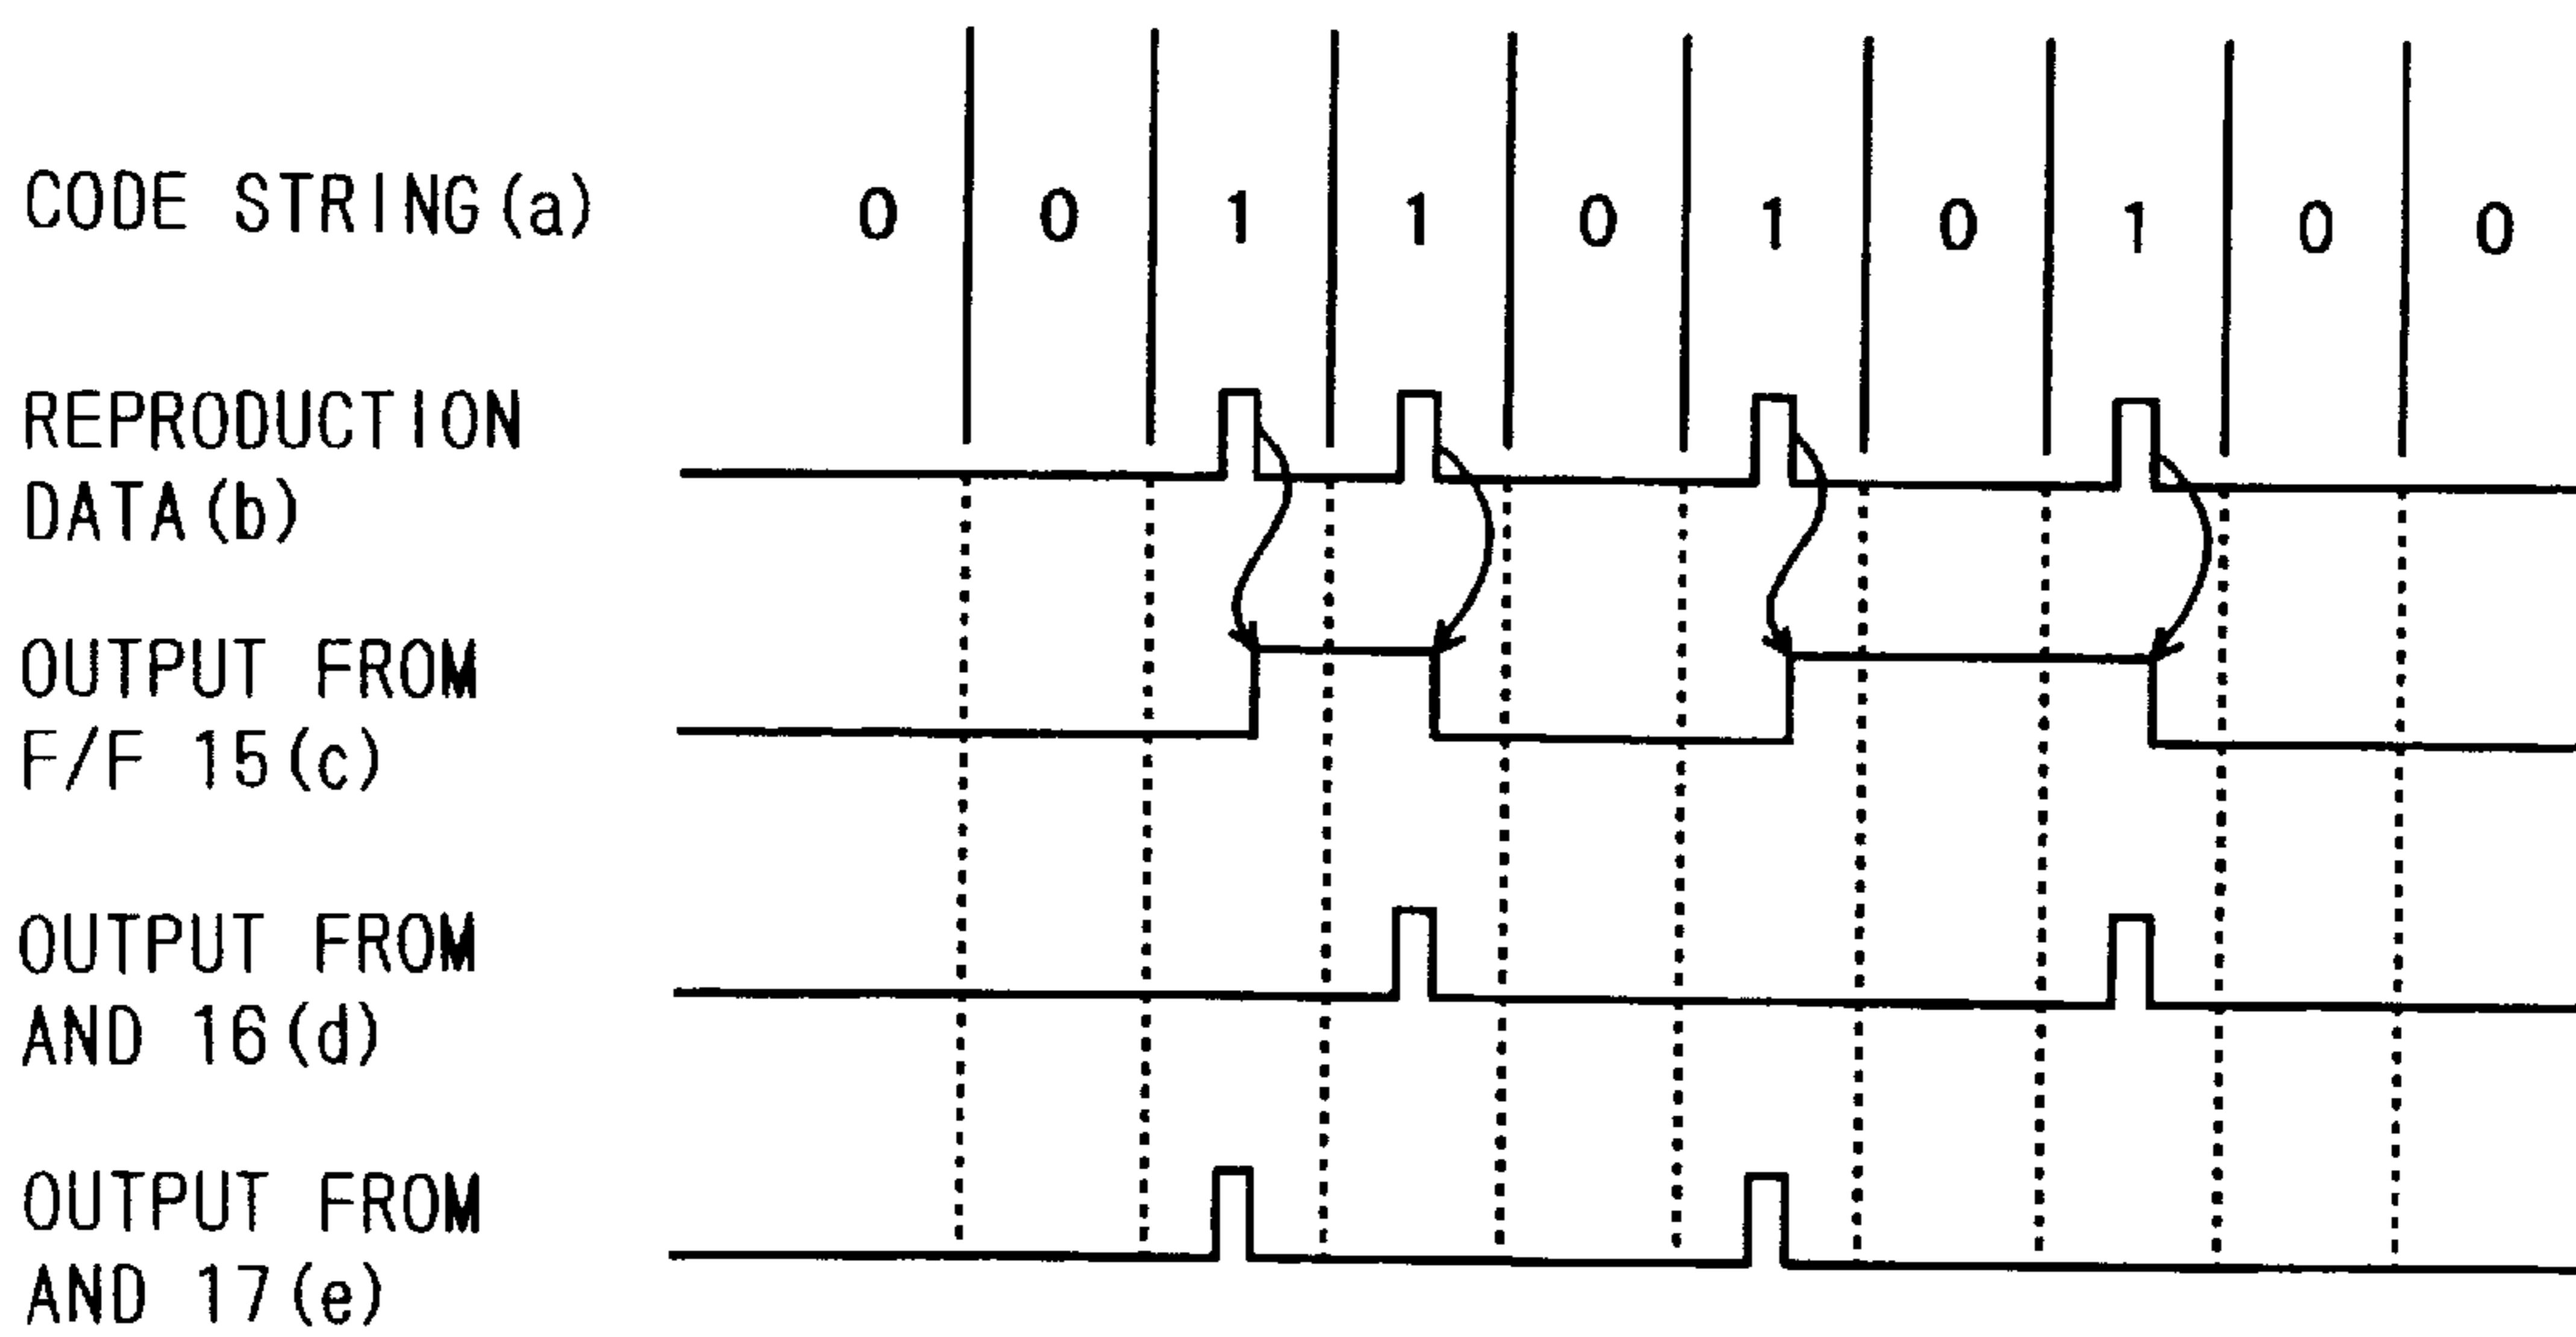 CODE STRING(a) 0 0 1 1 0 1 0 1 0 0
REPRODUCTION
DATA(b)
OUTPUT FROM
F/F 15(c)
OUTPUT FROM
AND 16(d)
OUTPUT FROM
AND 17(e)